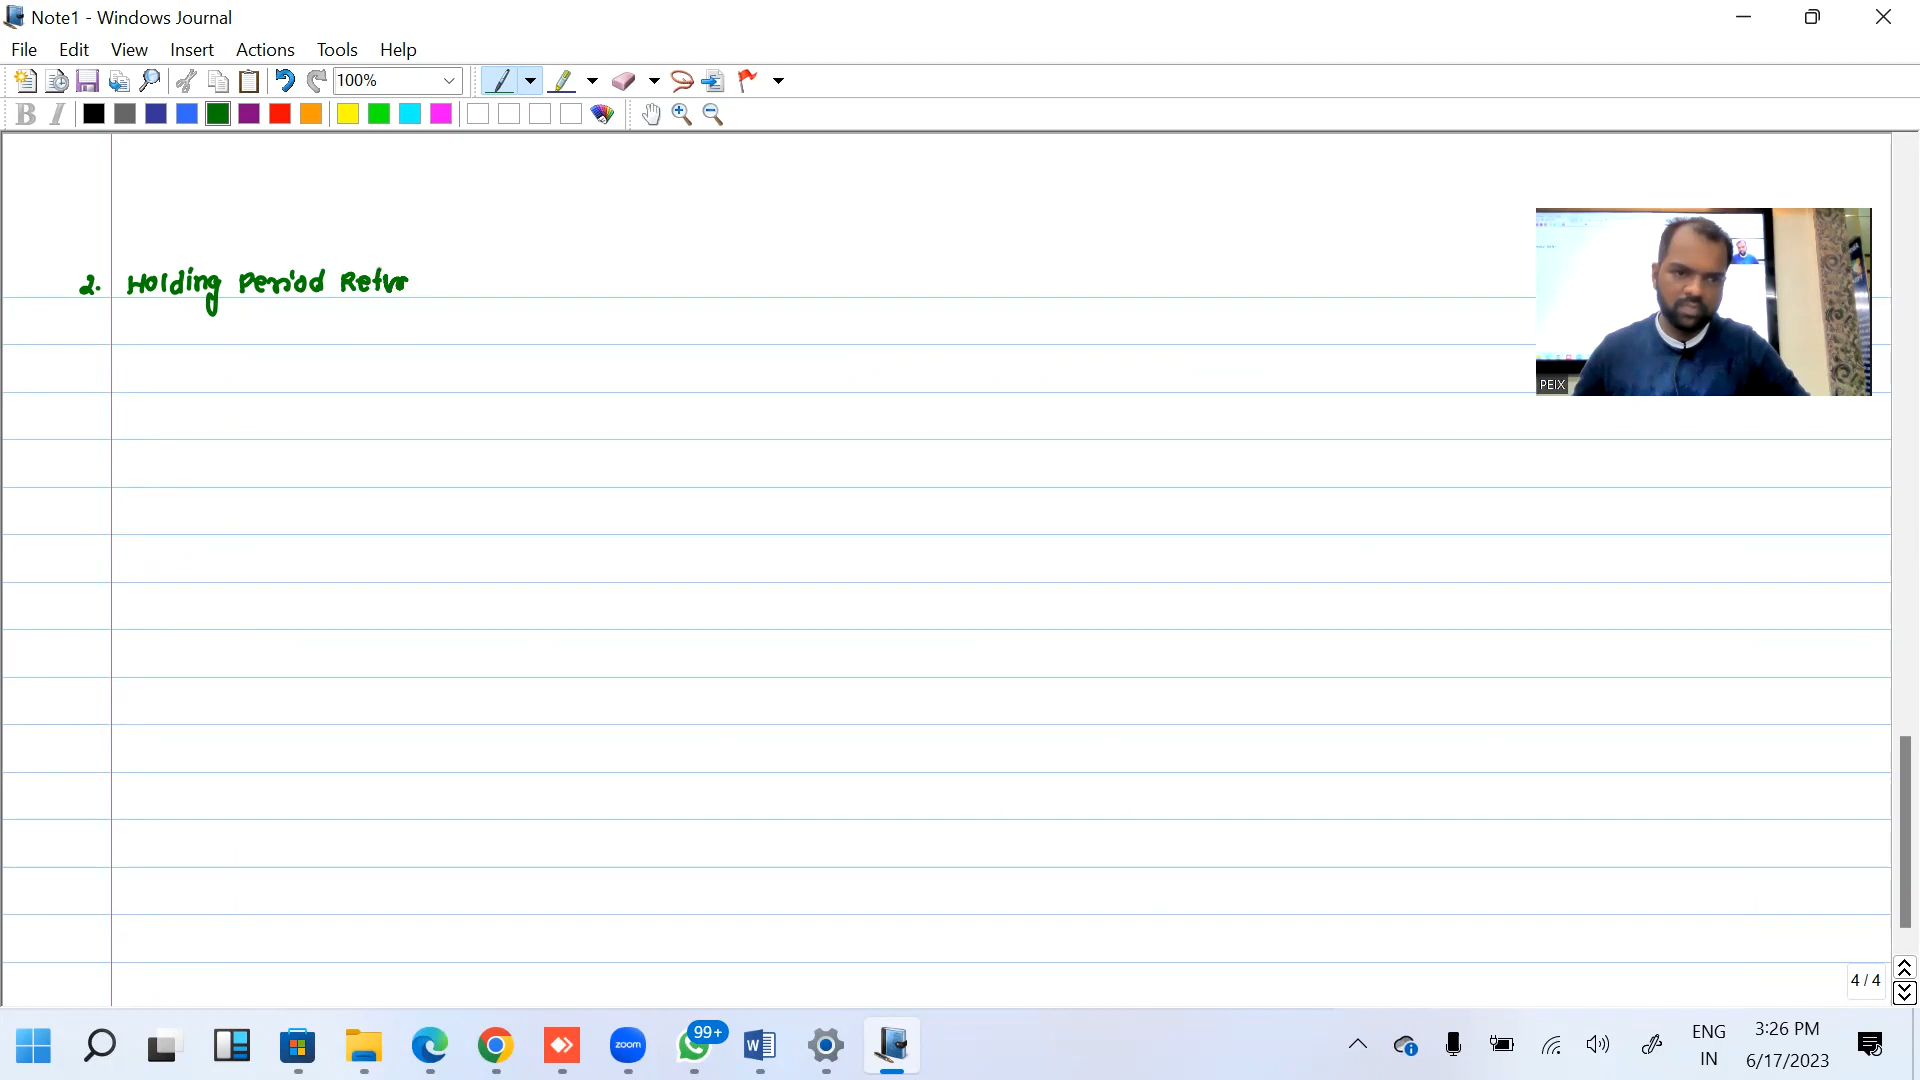 Note1 - Windows Journal
File Edit View Insert Actions Tools Help
100%
B I
2. Holding Period Retur
PEIX
4 / 4
99+
zoom
ENG
IN
3:26 PM
6/17/2023